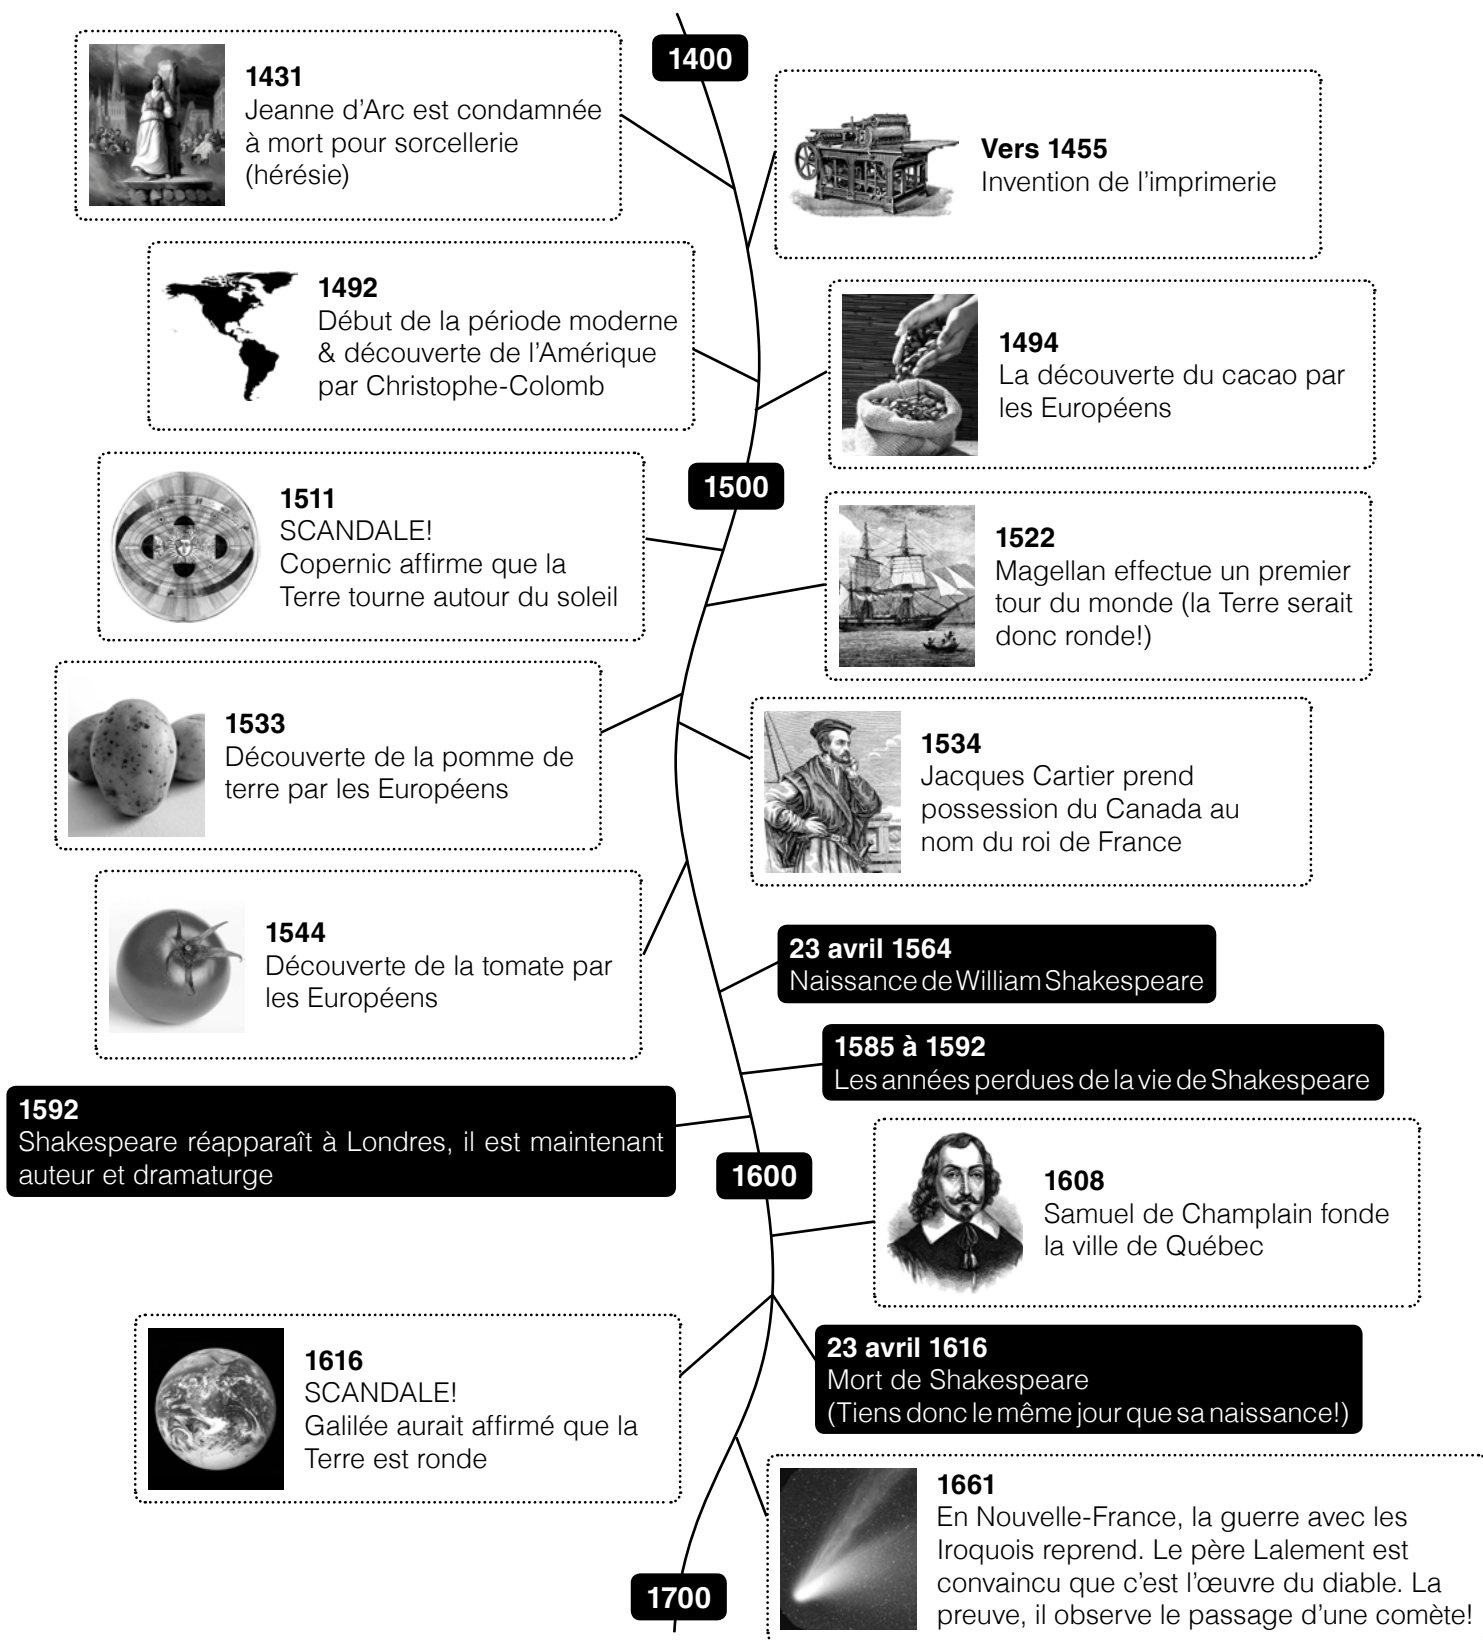 1400
1431
Jeanne d’Arc est condamnée
à mort pour sorcellerie
(hérésie)
Vers 1455
Invention de l’imprimerie
1492
Début de la période moderne
& découverte de l’Amérique
par Christophe-Colomb
1494
La découverte du cacao par
les Européens
1500
1511
SCANDALE!
Copernic affirme que la
Terre tourne autour du soleil
1522
Magellan effectue un premier
tour du monde (la Terre serait
donc ronde!)
1533
Découverte de la pomme de
terre par les Européens
1534
Jacques Cartier prend
possession du Canada au
nom du roi de France
1544
Découverte de la tomate par
les Européens
23 avril 1564
Naissance de William Shakespeare
1585 à 1592
Les années perdues de la vie de Shakespeare
1592
Shakespeare réapparaît à Londres, il est maintenant
auteur et dramaturge
1600
1608
Samuel de Champlain fonde
la ville de Québec
1616
SCANDALE!
Galilée aurait affirmé que la
Terre est ronde
23 avril 1616
Mort de Shakespeare
(Tiens donc le même jour que sa naissance!)
1661
En Nouvelle-France, la guerre avec les
Iroquois reprend. Le père Lalement est
convaincu que c’est l’œuvre du diable. La
preuve, il observe le passage d’une comète!
1700